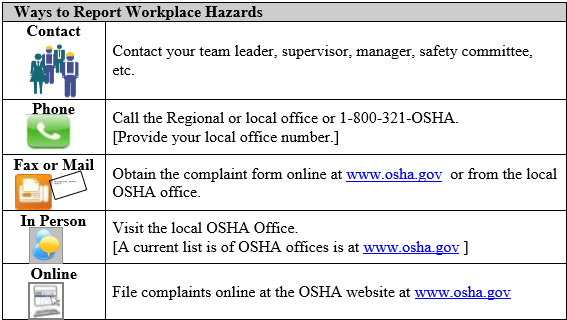 Ways to Report Workplace Hazards
Contact
Contact your team leader, supervisor, manager, safety committee,
etc.
Phone
Call the Regional or local office or 1-800-321-OSHA.
[Provide your local office number.]
Fax or Mail
Obtain the complaint form online at www.osha.gov or from the local
OSHA office.
In Person
Visit the local OSHA Office.
[A current list is of OSHA offices is at www.osha.gov ]
Online
File complaints online at the OSHA website at www.osha.gov